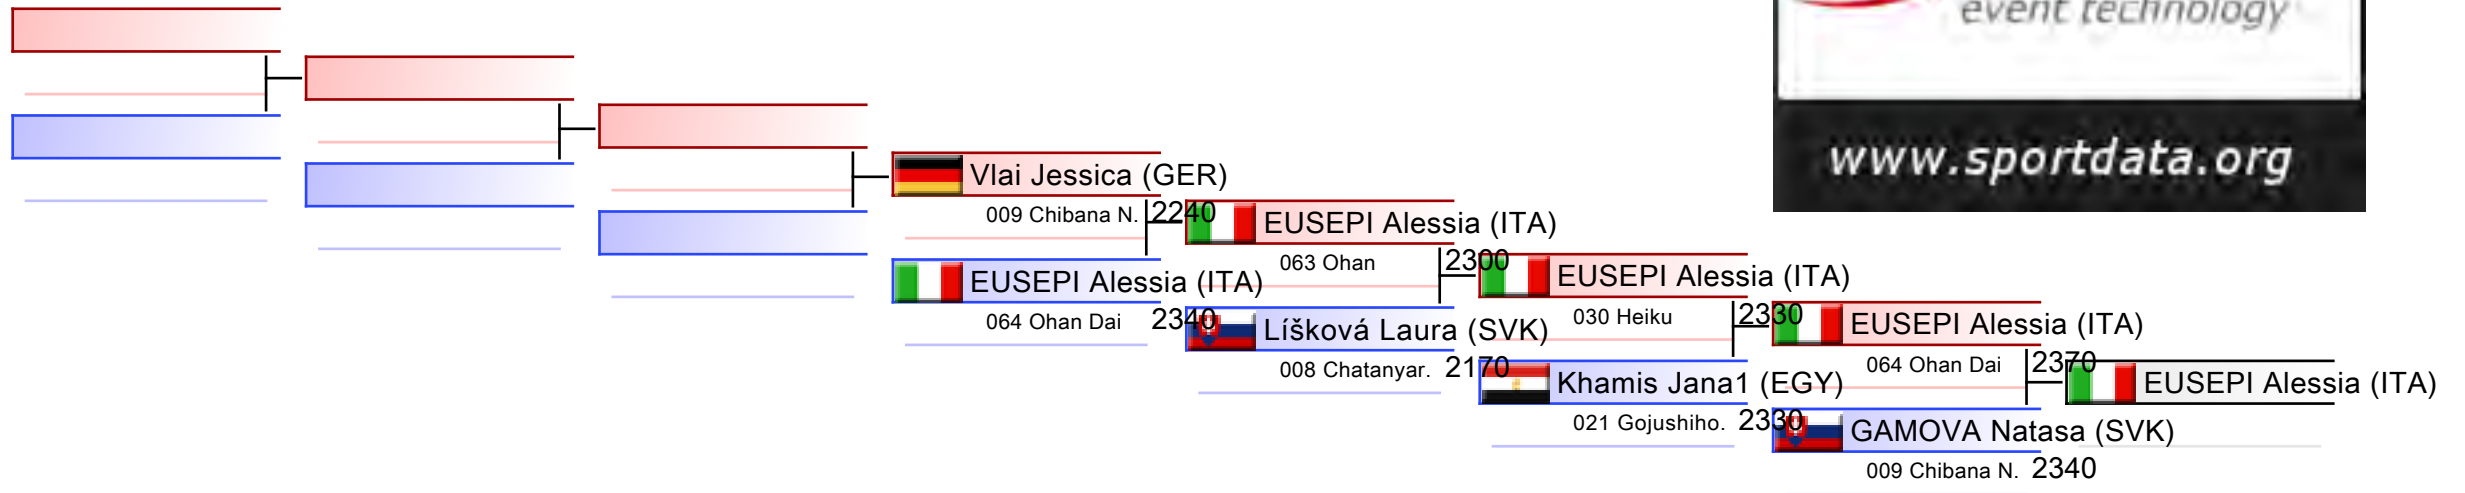 event technology
www.sportdata.org
Vlai Jessica (GER)
009 Chibana N. 2240
EUSEPI Alessia (ITA)
064 Ohan Dai 2340
EUSEPI Alessia (ITA)
063 Ohan 2300
Líšková Laura (SVK)
008 Chatanyar. 2170
EUSEPI Alessia (ITA)
030 Heiku 2330
Khamis Jana1 (EGY)
021 Gojushiho. 2330
EUSEPI Alessia (ITA)
064 Ohan Dai 2370
GAMOVA Natasa (SVK)
009 Chibana N. 2340
EUSEPI Alessia (ITA)